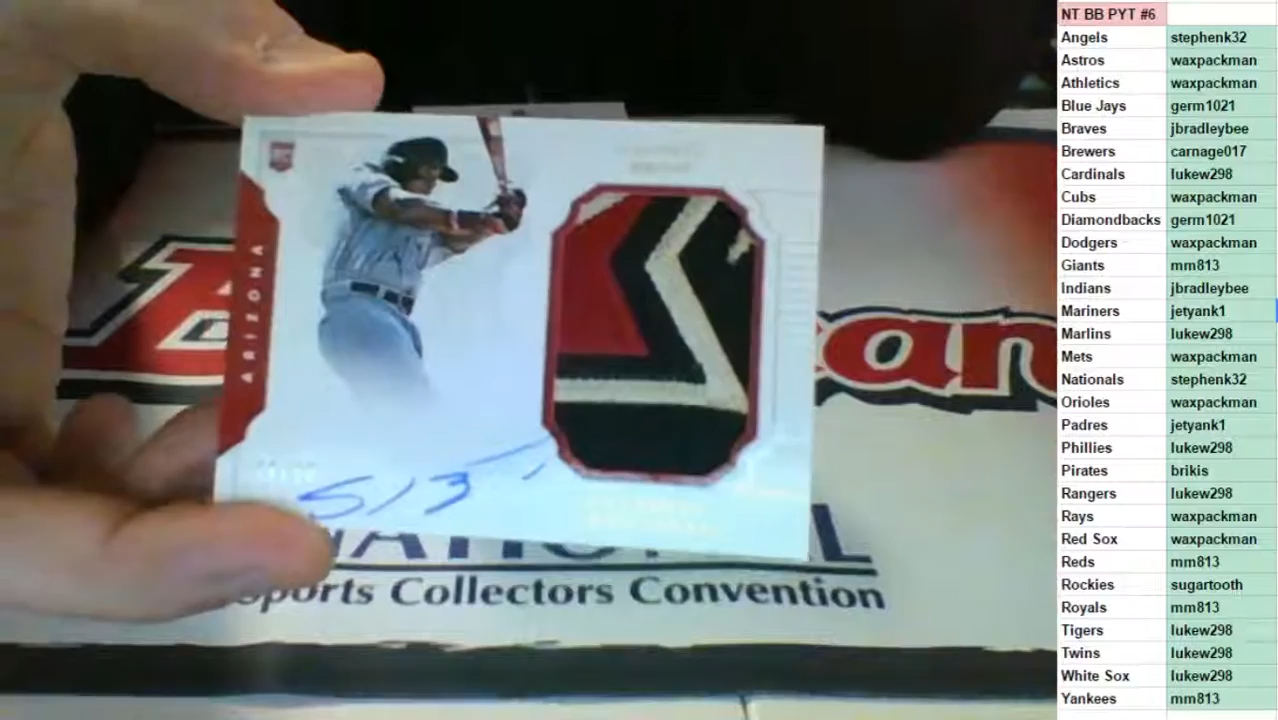 NT BB PYT #6
Angels stephenk32
Astros waxpackman
Athletics waxpackman
Blue Jays germ1021
Braves jbradleybee
Brewers carnage017
Cardinals lukew298
Cubs waxpackman
Diamondbacks germ1021
Dodgers waxpackman
Giants mm813
Indians jbradleybee
Mariners jetyank1
Marlins lukew298
Mets waxpackman
Nationals stephenk32
Orioles waxpackman
Padres jetyank1
Phillies lukew298
Pirates brikis
Rangers lukew298
Rays waxpackman
Red Sox waxpackman
Reds mm813
Rockies sugartooth
Royals mm813
Tigers lukew298
Twins lukew298
White Sox lukew298
Yankees mm813
ARIZONA
Sports Collectors Convention